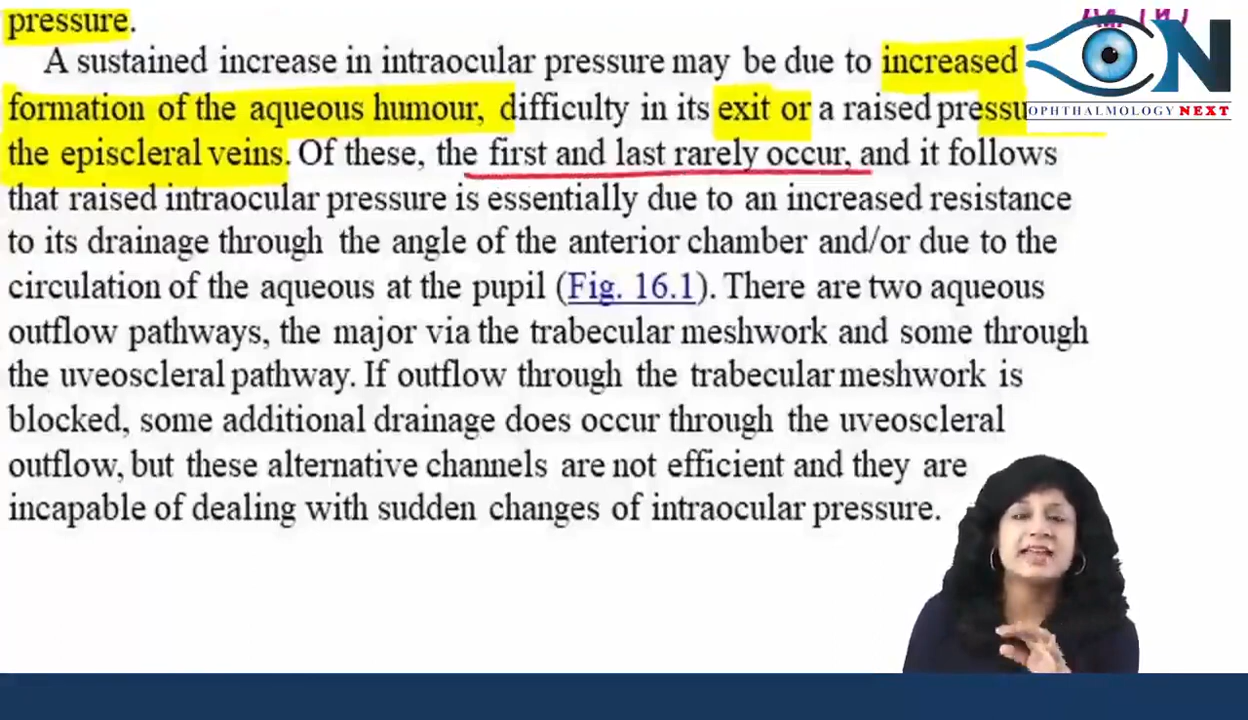 pressure.
A sustained increase in intraocular pressure may be due to increased
formation of the aqueous humour, difficulty in its exit or a raised pressu
the episcleral veins. Of these, the first and last rarely occur, and it follows
that raised intraocular pressure is essentially due to an increased resistance
to its drainage through the angle of the anterior chamber and/or due to the
circulation of the aqueous at the pupil (Fig. 16.1). There are two aqueous
outflow pathways, the major via the trabecular meshwork and some through
the uveoscleral pathway. If outflow through the trabecular meshwork is
blocked, some additional drainage does occur through the uveoscleral
outflow, but these alternative channels are not efficient and they are
incapable of dealing with sudden changes of intraocular pressure.
N
OPHTHALMOLOGY NEXT